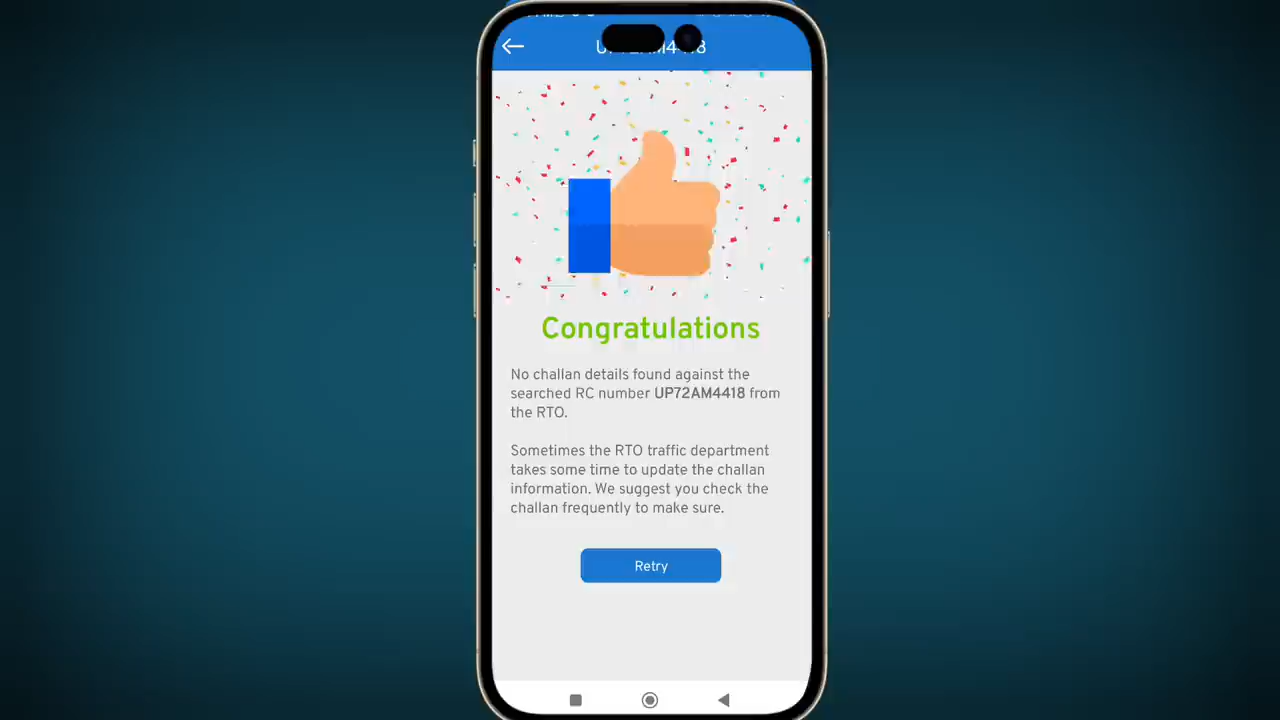 UP72AM4418
Congratulations
No challan details found against the
searched RC number UP72AM4418 from
the RTO.
Sometimes the RTO traffic department
takes some time to update the challan
information. We suggest you check the
challan frequently to make sure.
Retry